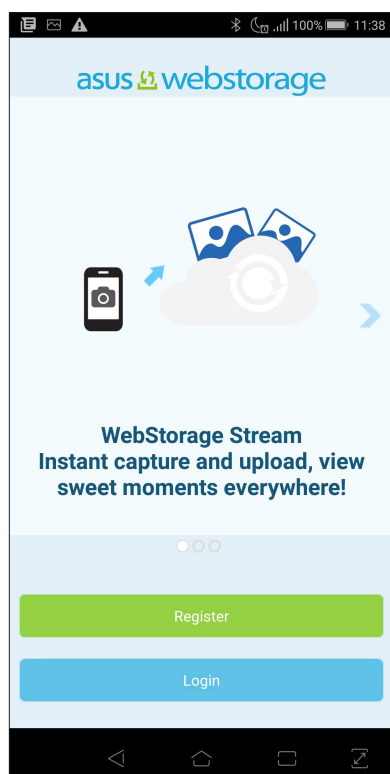 100% 11:38
asus webstorage
WebStorage Stream
Instant capture and upload, view
sweet moments everywhere!
Register
Login